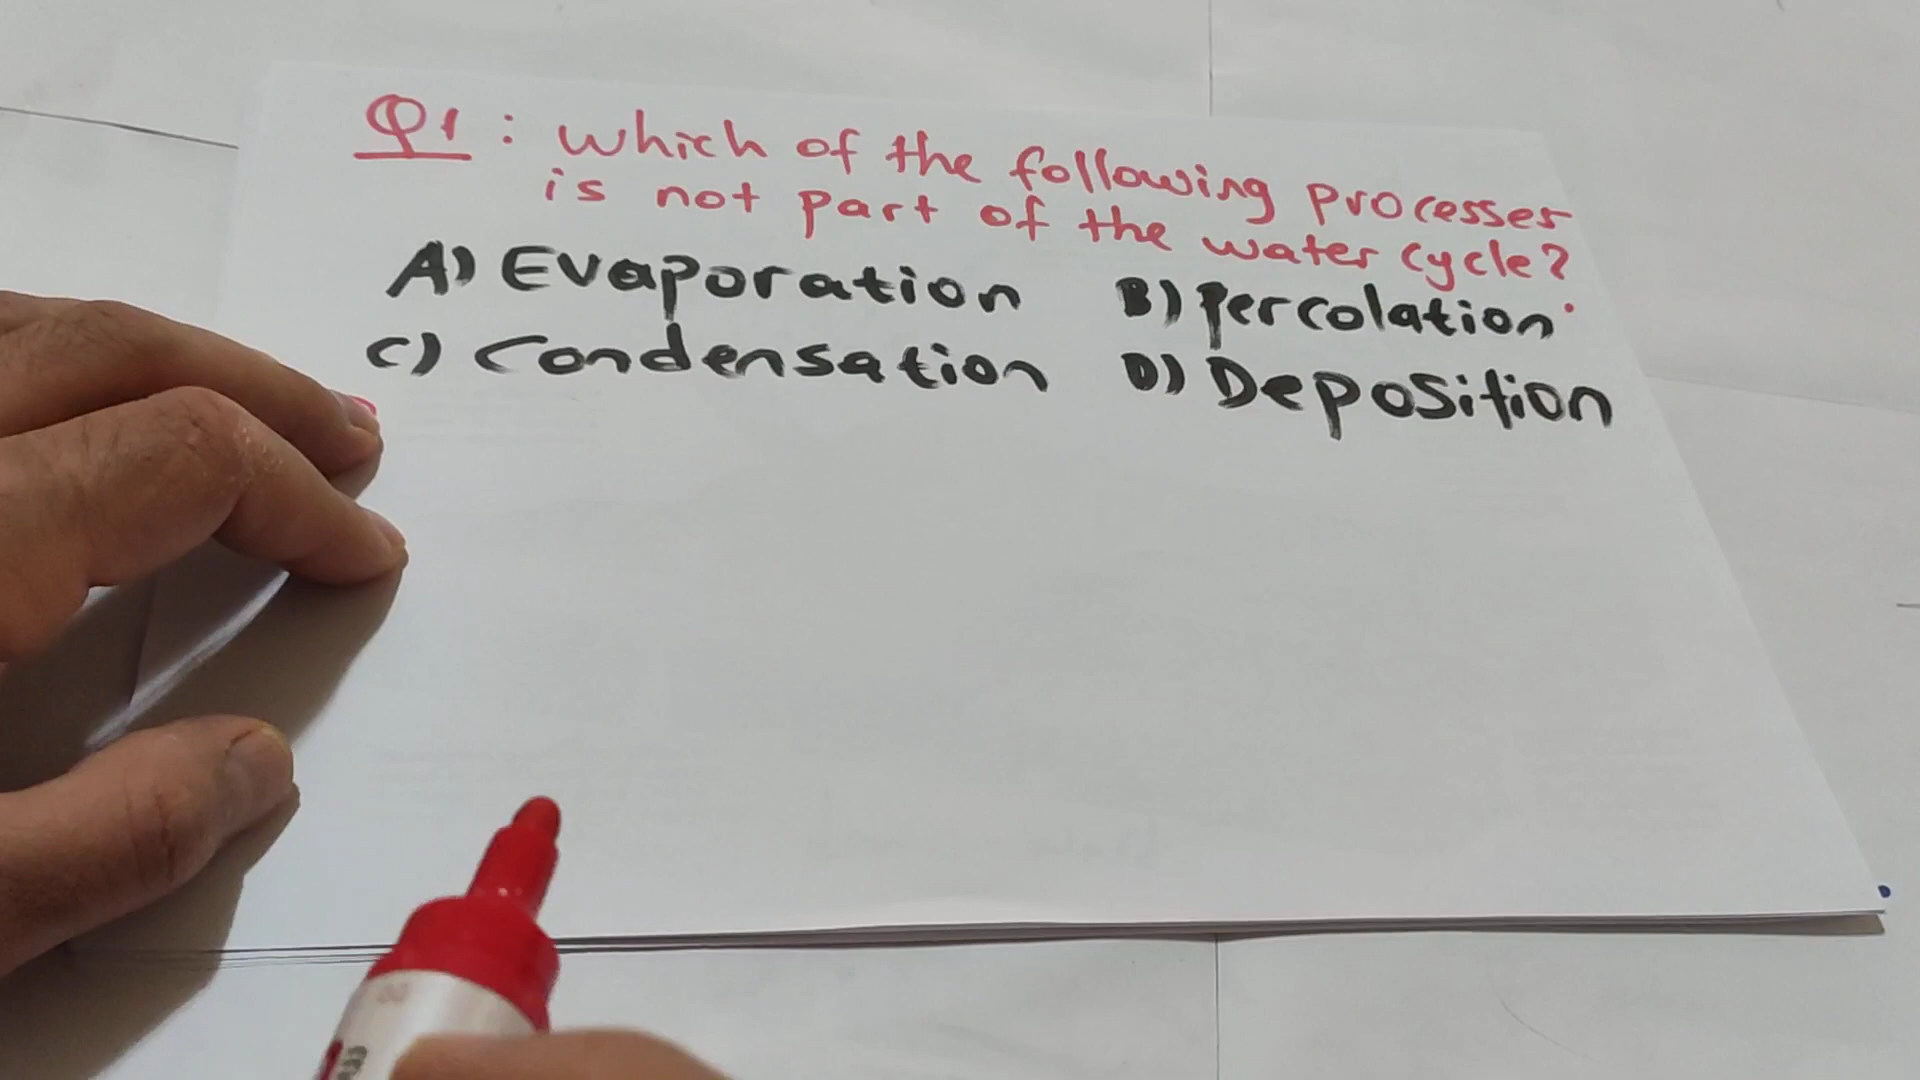 Q1: Which of the following processes
is not part of the water cycle?
A) Evaporation B) Percolation
C) Condensation D) Deposition